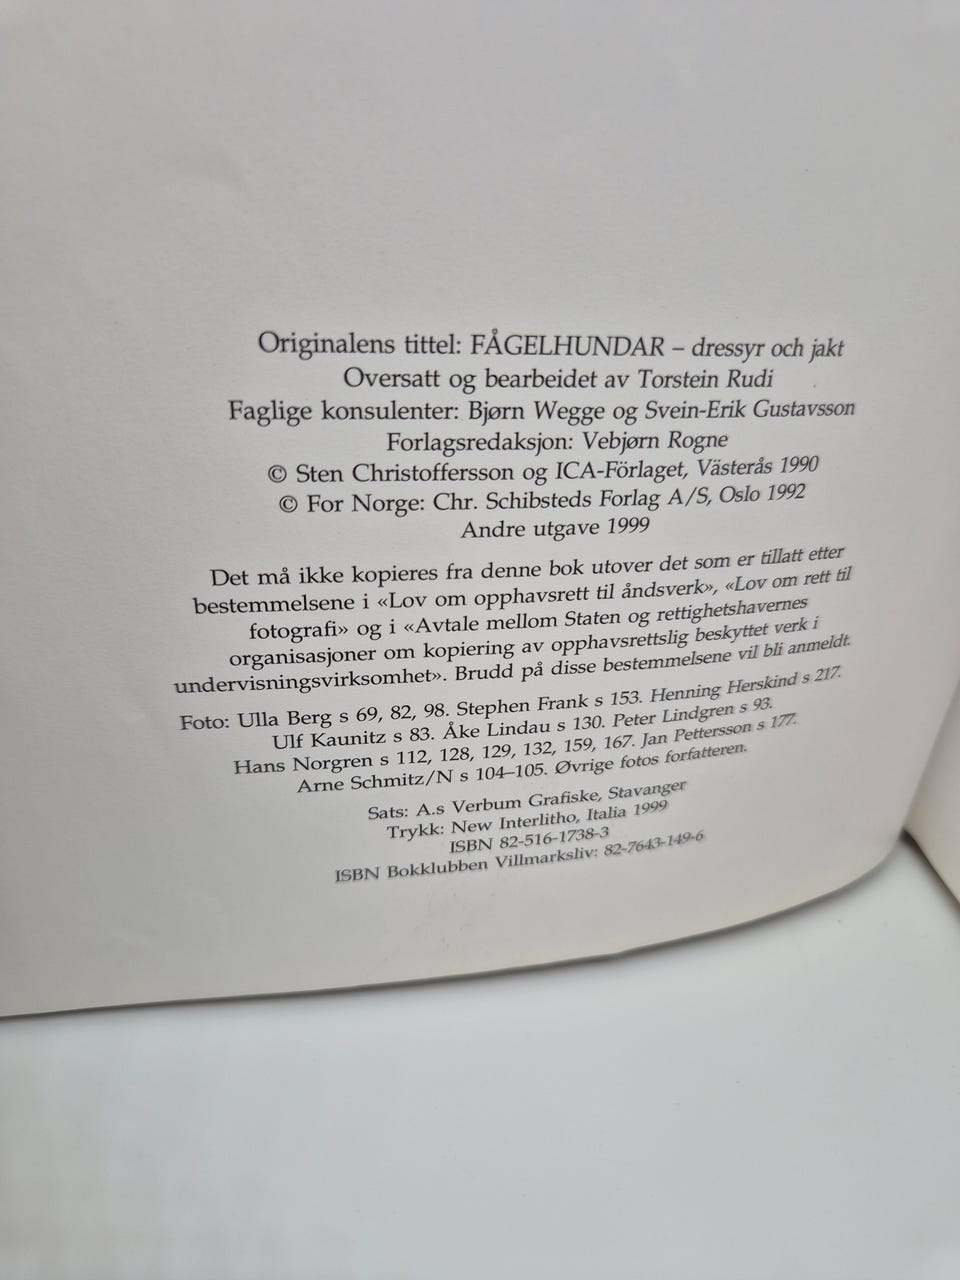 Originalens tittel: FÅGELHUNDAR – dressyr och jakt
Oversatt og bearbeidet av Torstein Rudi
Faglige konsulenter: Bjørn Wegge og Svein-Erik Gustavsson
Forlagsredaksjon: Vebjørn Rogne
© Sten Christoffersson og ICA-Förlaget, Västerås 1990
© For Norge: Chr. Schibsteds Forlag A/S, Oslo 1992
Andre utgave 1999
Det må ikke kopieres fra denne bok utover det som er tillatt etter
bestemmelsene i «Lov om opphavsrett til åndsverk», «Lov om rett til
fotografi» og i «Avtale mellom Staten og rettighetshavernes
organisasjoner om kopiering av opphavsrettslig beskyttet verk i
undervisningsvirksomhet». Brudd på disse bestemmelsene vil bli anmeldt.
Foto: Ulla Berg s 69, 82, 98. Stephen Frank s 153. Henning Herskind s 217.
Ulf Kaunitz s 83. Åke Lindau s 130. Peter Lindgren s 93.
Hans Norgren s 112, 128, 129, 132, 159, 167. Jan Pettersson s 177.
Arne Schmitz/N s 104–105. Øvrige fotos forfatteren.
Sats: A.s Verbum Grafiske, Stavanger
Trykk: New Interlitho, Italia 1999
ISBN 82-516-1738-3
ISBN Bokklubben Villmarksliv: 82-7643-149-6